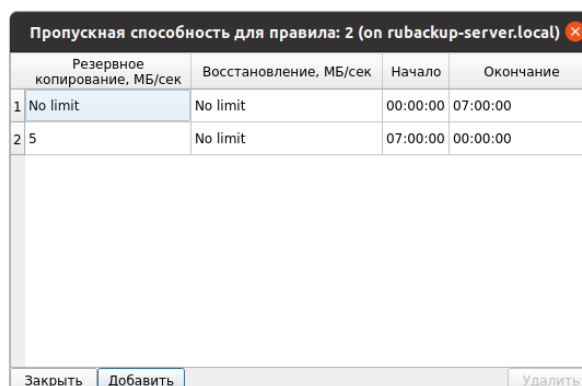 Пропускная способность для правила: 2 (on rubackup-server.local)
Резервное
копирование, МБ/сек Восстановление, МБ/сек Начало Окончание
1 No limit No limit 00:00:00 07:00:00
2 5 No limit 07:00:00 00:00:00
Закрыть Добавить Удалить